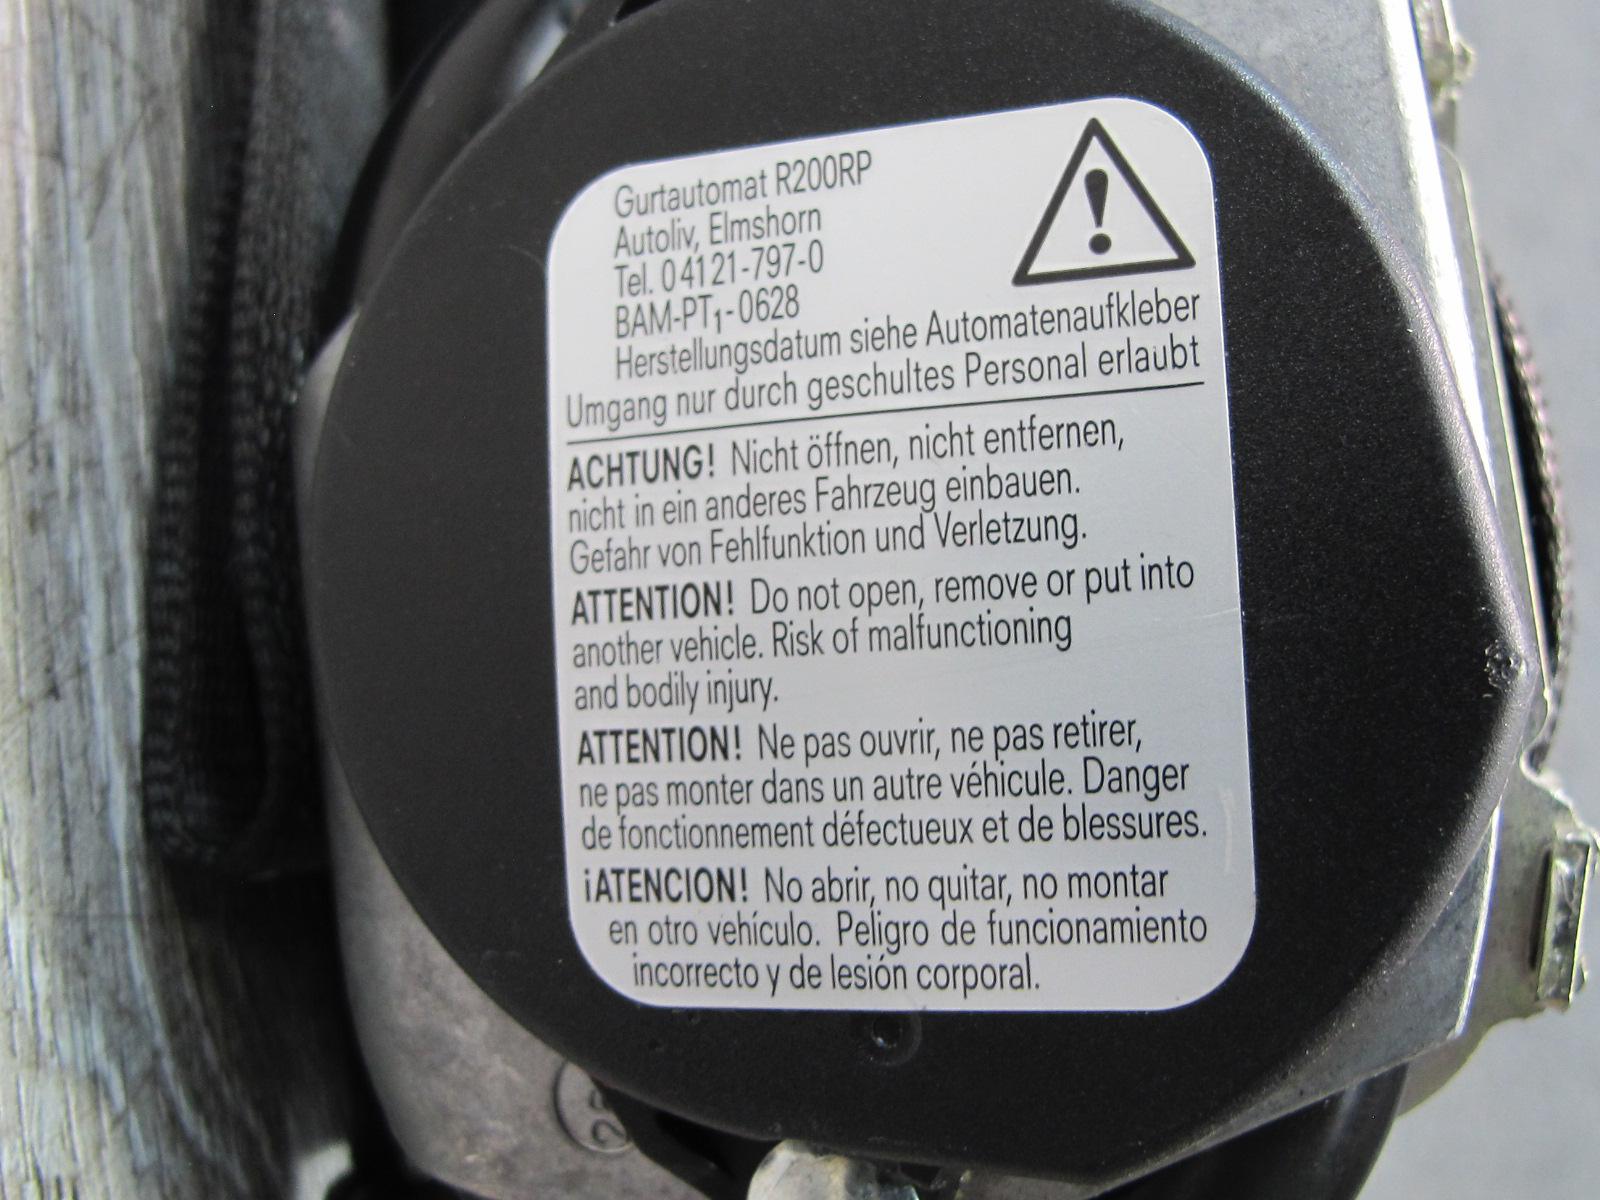 Gurtautomat R200RP
Autoliv, Elmshorn
Tel. 04121-797-0
BAM-PT1-0628
Herstellungsdatum siehe Automatenaufkleber
Umgang nur durch geschultes Personal erlaubt
ACHTUNG! Nicht öffnen, nicht entfernen,
nicht in ein anderes Fahrzeug einbauen.
Gefahr von Fehlfunktion und Verletzung.
ATTENTION! Do not open, remove or put into
another vehicle. Risk of malfunctioning
and bodily injury.
ATTENTION! Ne pas ouvrir, ne pas retirer,
ne pas monter dans un autre véhicule. Danger
de fonctionnement défectueux et de blessures.
¡ATENCION! No abrir, no quitar, no montar
en otro vehículo. Peligro de funcionamiento
incorrecto y de lesión corporal.